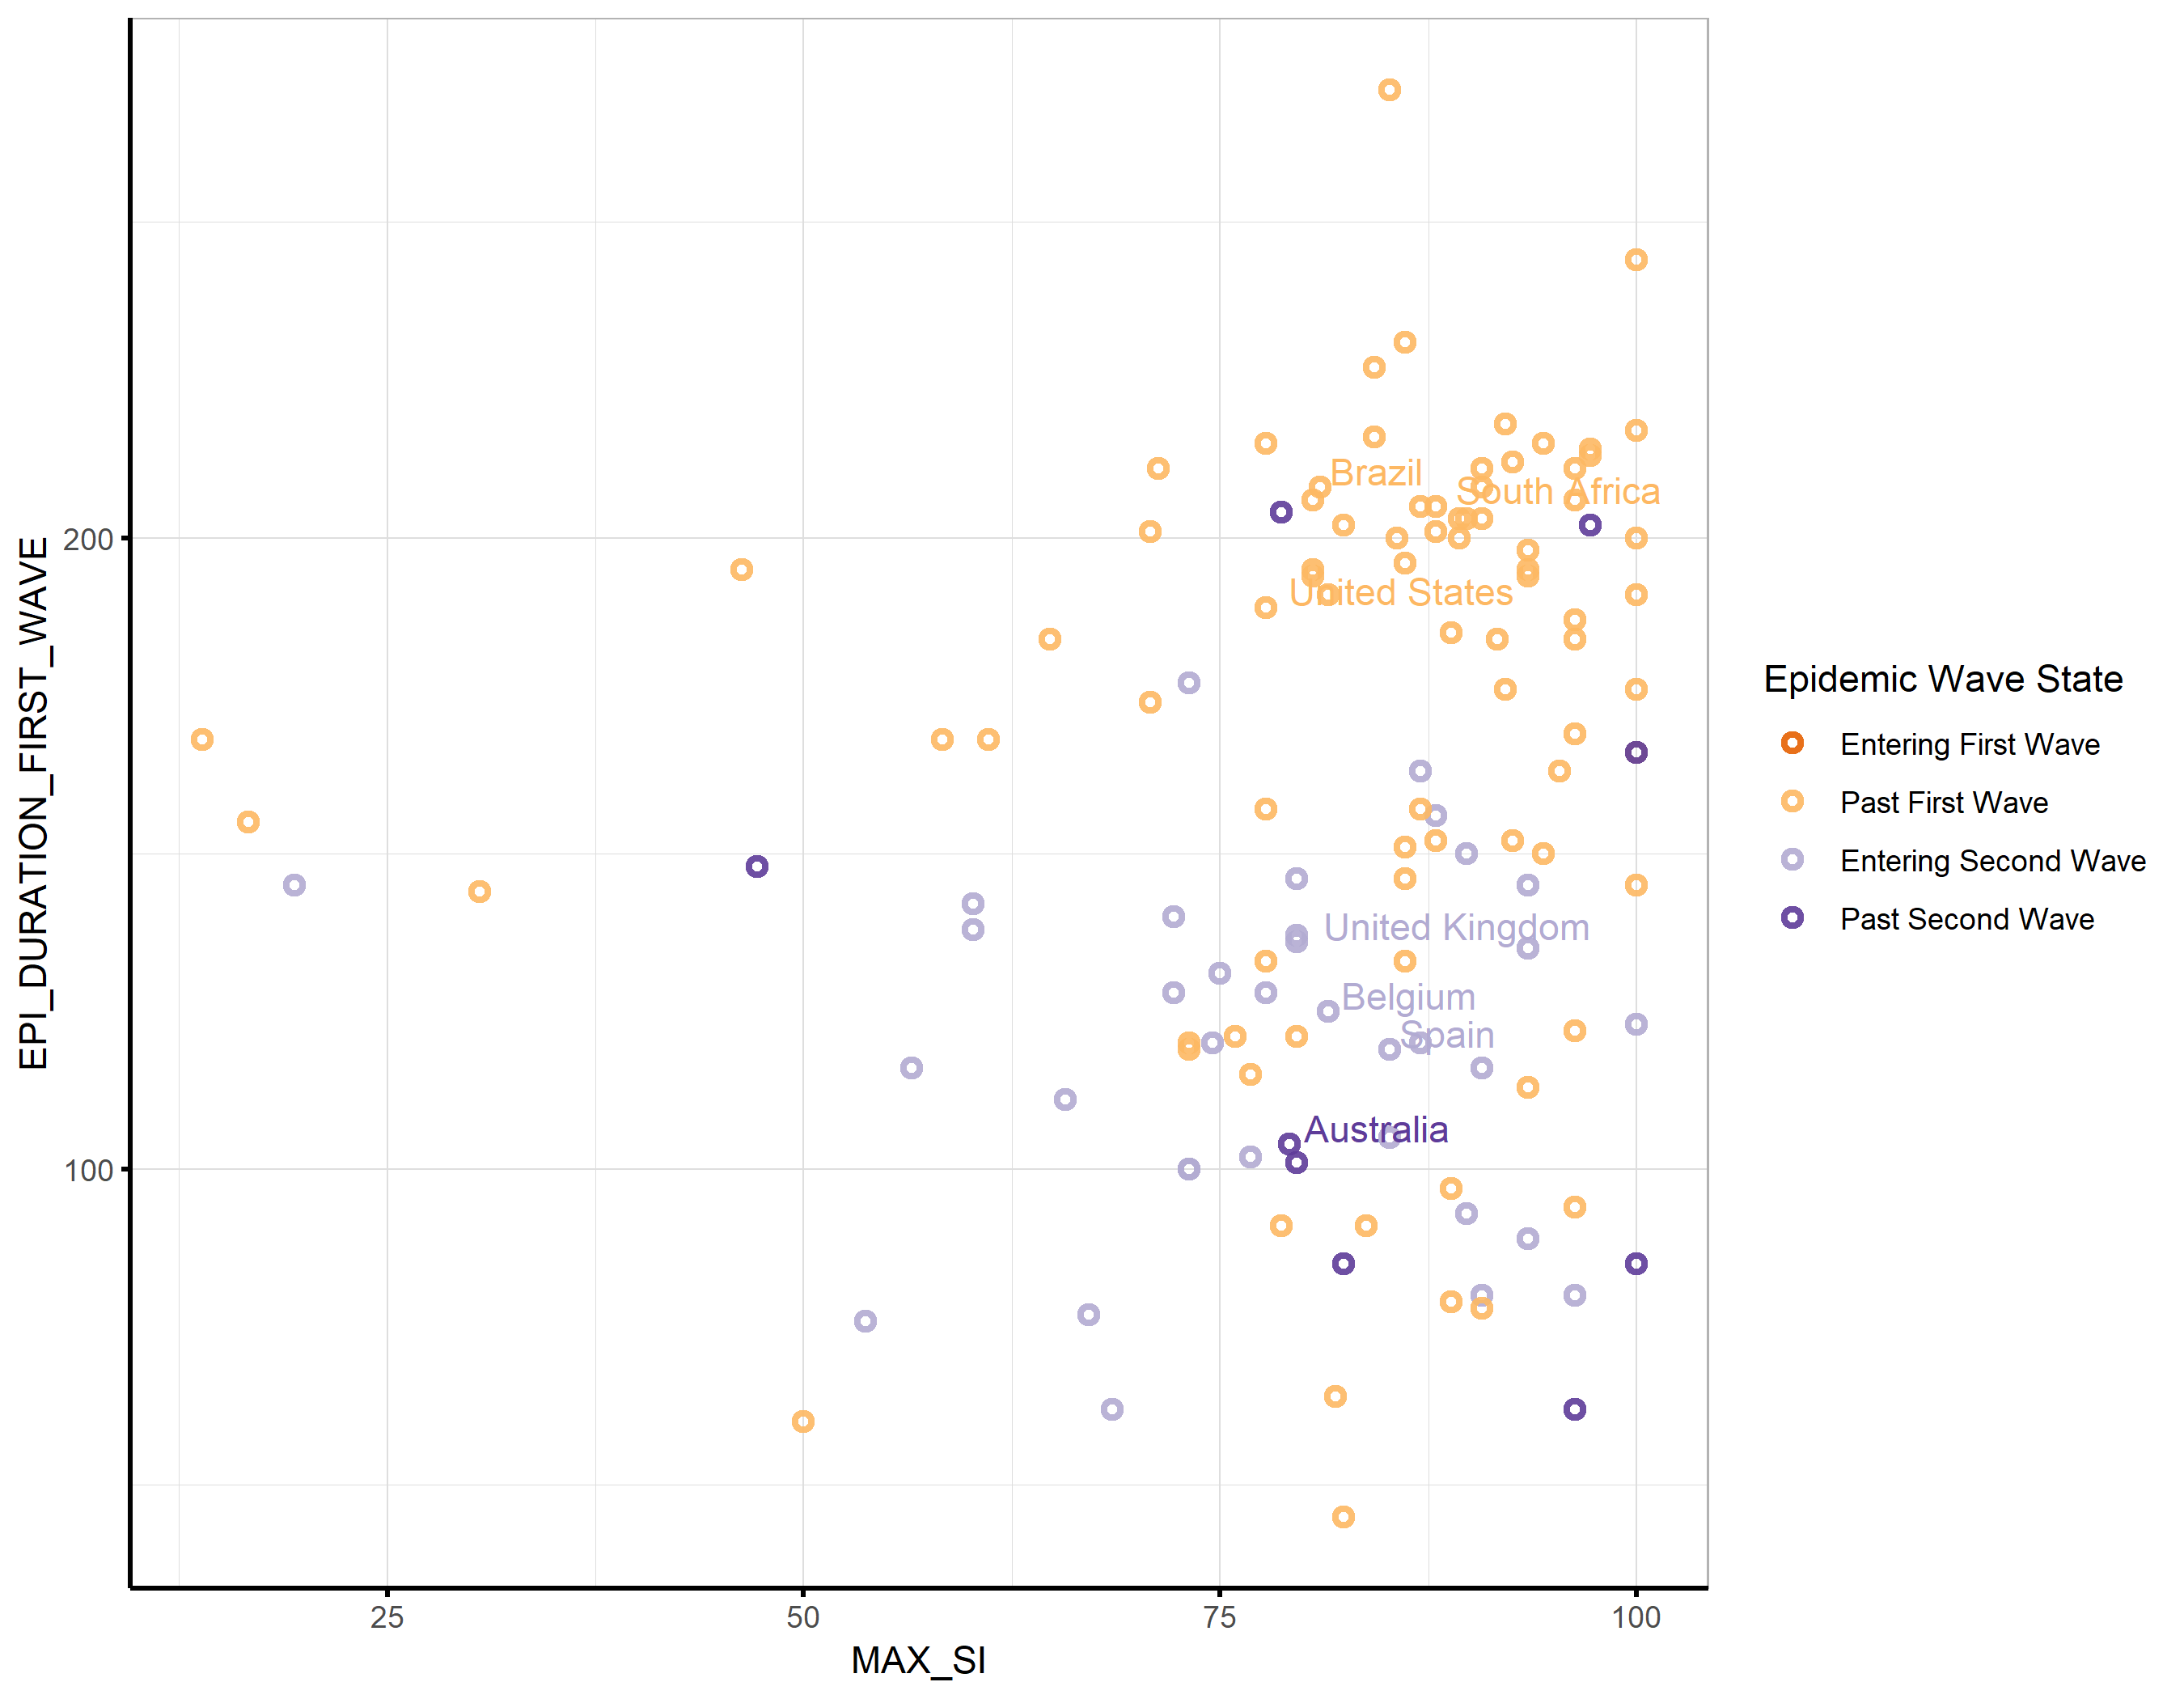 EPI_DURATION_FIRST_WAVE
200
100
Brazil
South Africa
United States
United Kingdom
Belgium
Spain
Australia
25
50
75
100
MAX_SI
Epidemic Wave State
Entering First Wave
Past First Wave
Entering Second Wave
Past Second Wave